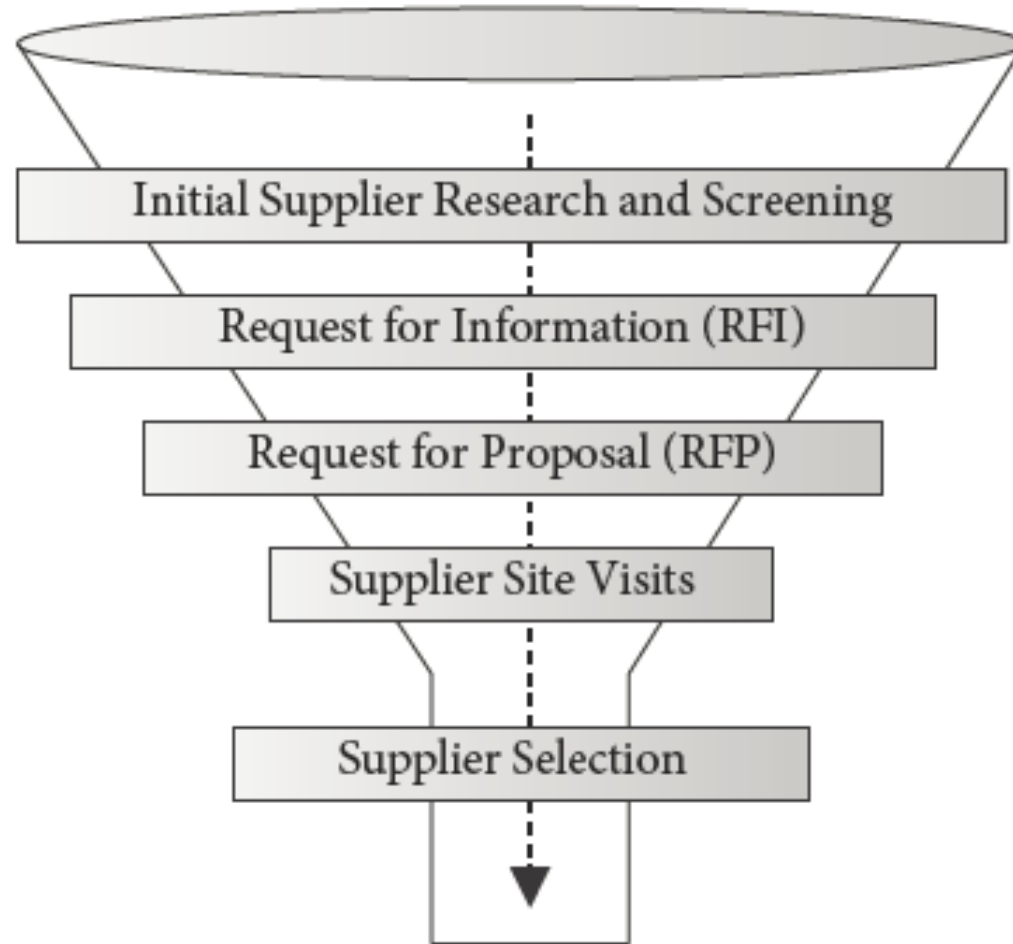 Initial Supplier Research and Screening
Request for Information (RFI)
Request for Proposal (RFP)
Supplier Site Visits
Supplier Selection